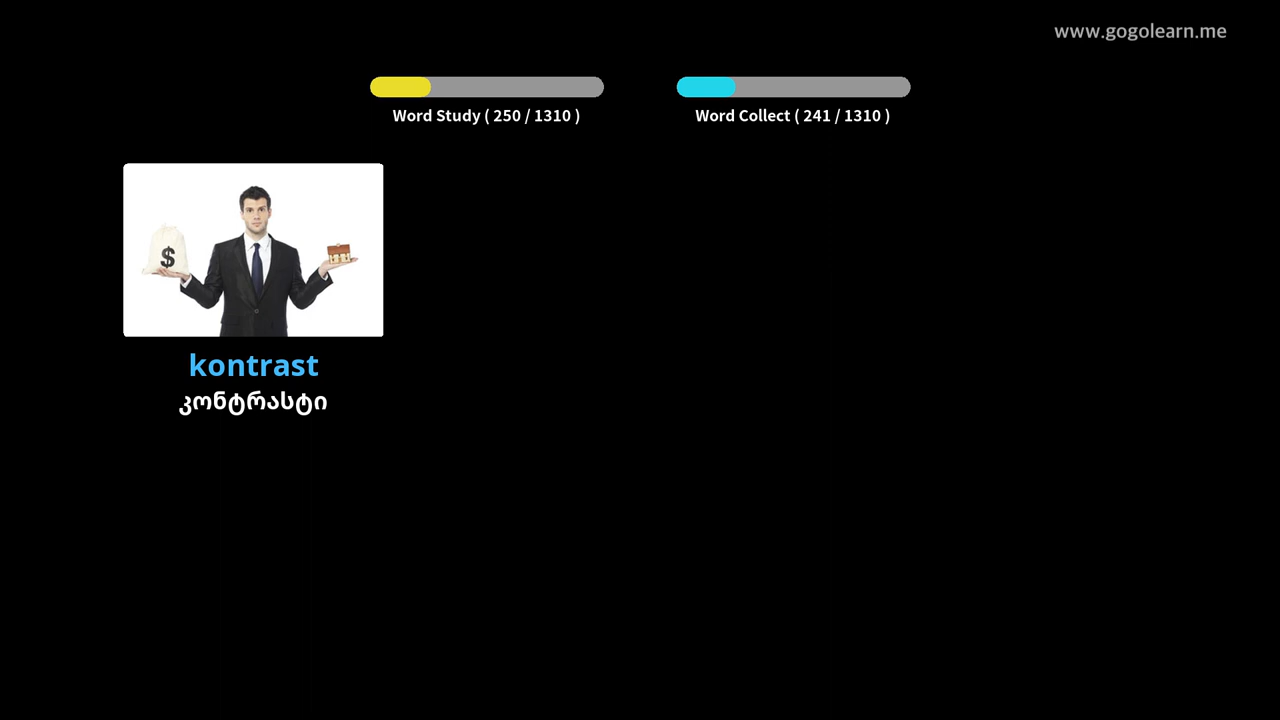 www.gogolearn.me
Word Study ( 250 / 1310 )
Word Collect ( 241 / 1310 )
$
kontrast
კონტრასტი